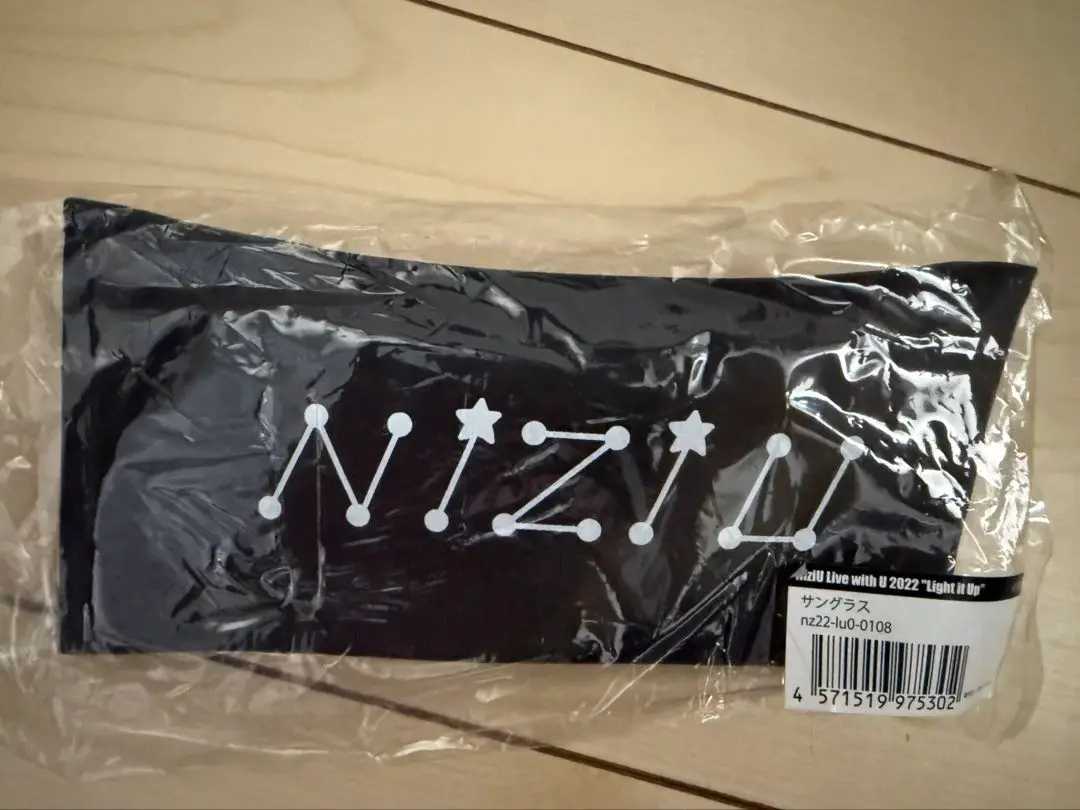 NIZIU
NiziU Live with U 2022 "Light it Up"
サングラス
nz22-lu0-0108
4 571519 975302